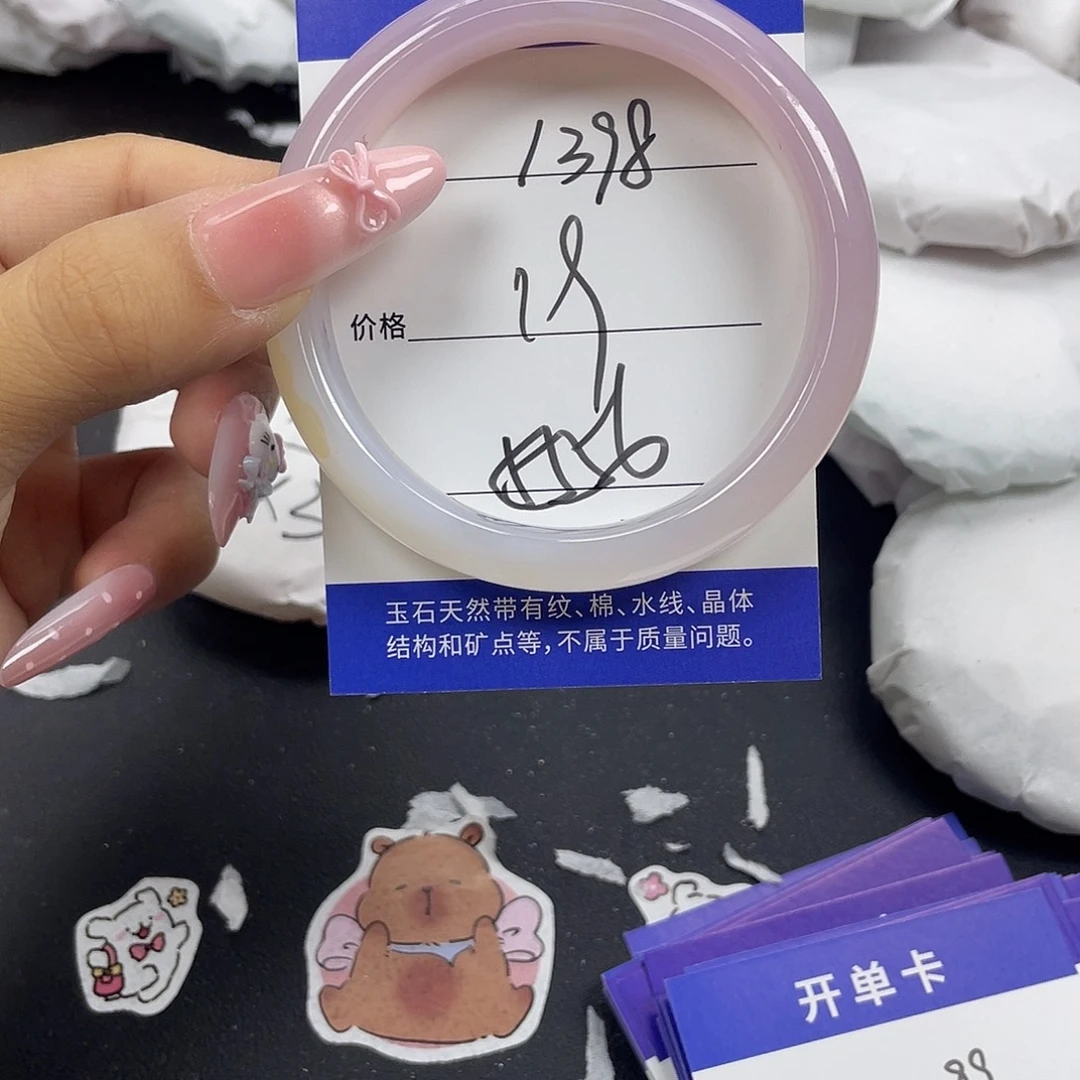 1398
价格
56
玉石天然带有纹、棉、水线、晶体
结构和矿点等，不属于质量问题。
开单卡